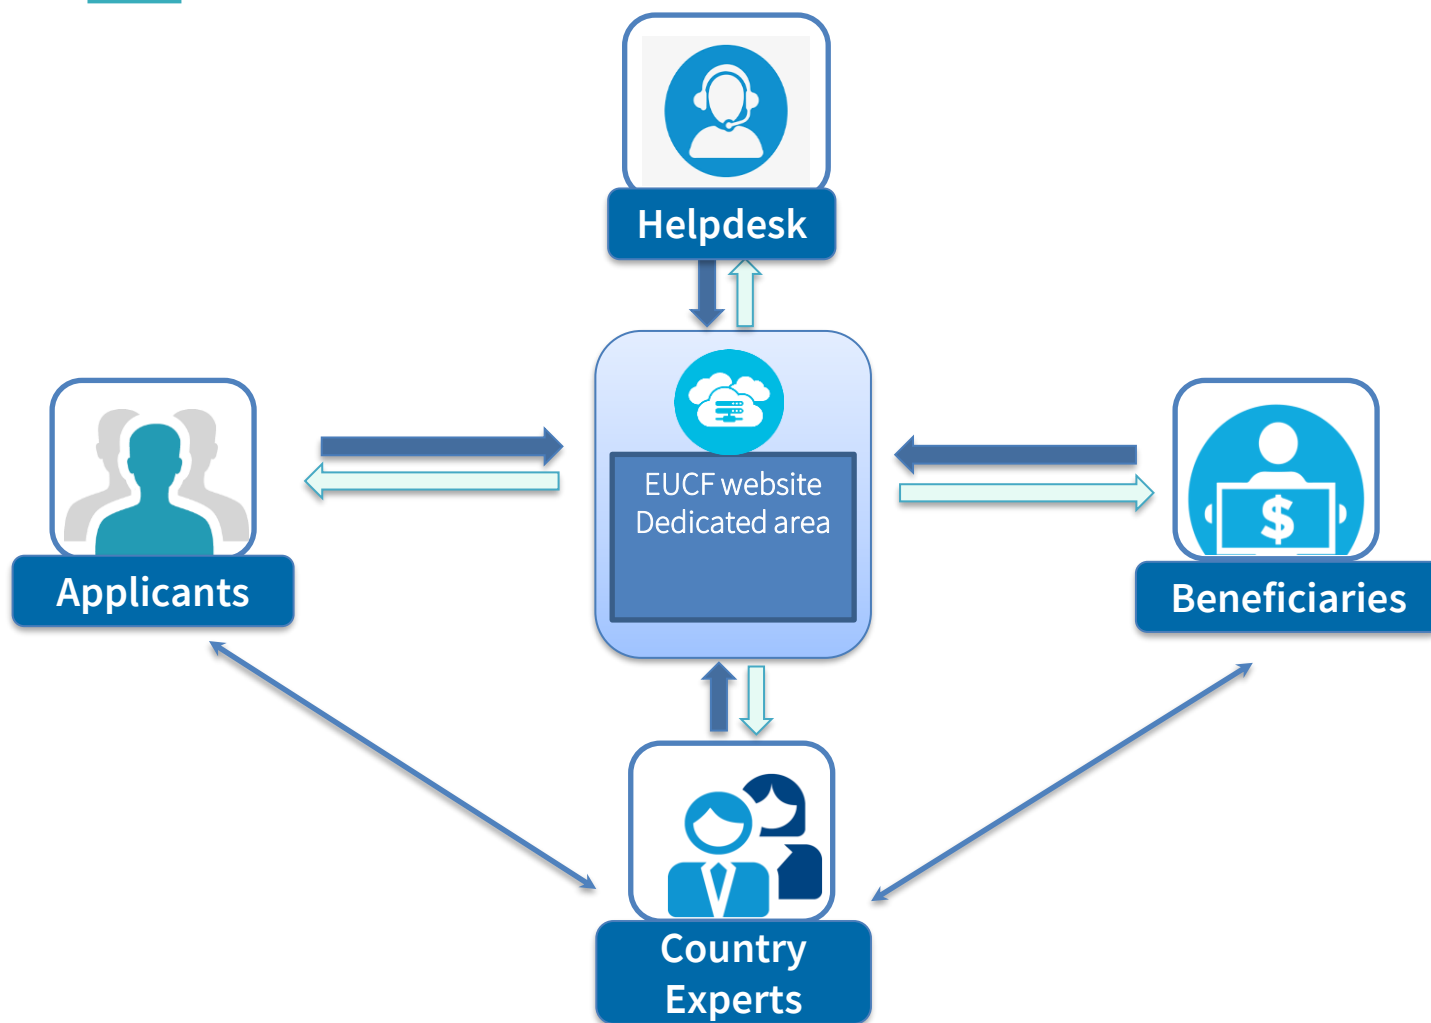 Helpdesk
EUCF website
Dedicated area
Applicants
Beneficiaries
$
Country
Experts